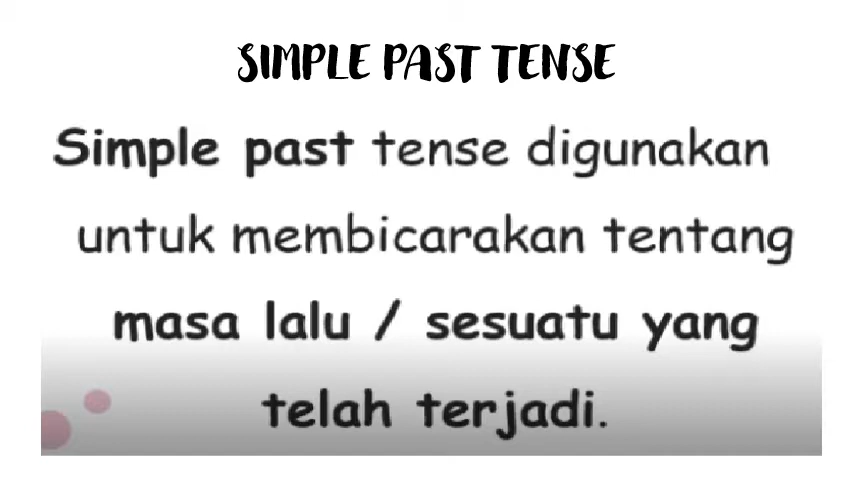 SIMPLE PAST TENSE
Simple past tense digunakan
untuk membicarakan tentang
masa lalu / sesuatu yang
telah terjadi.